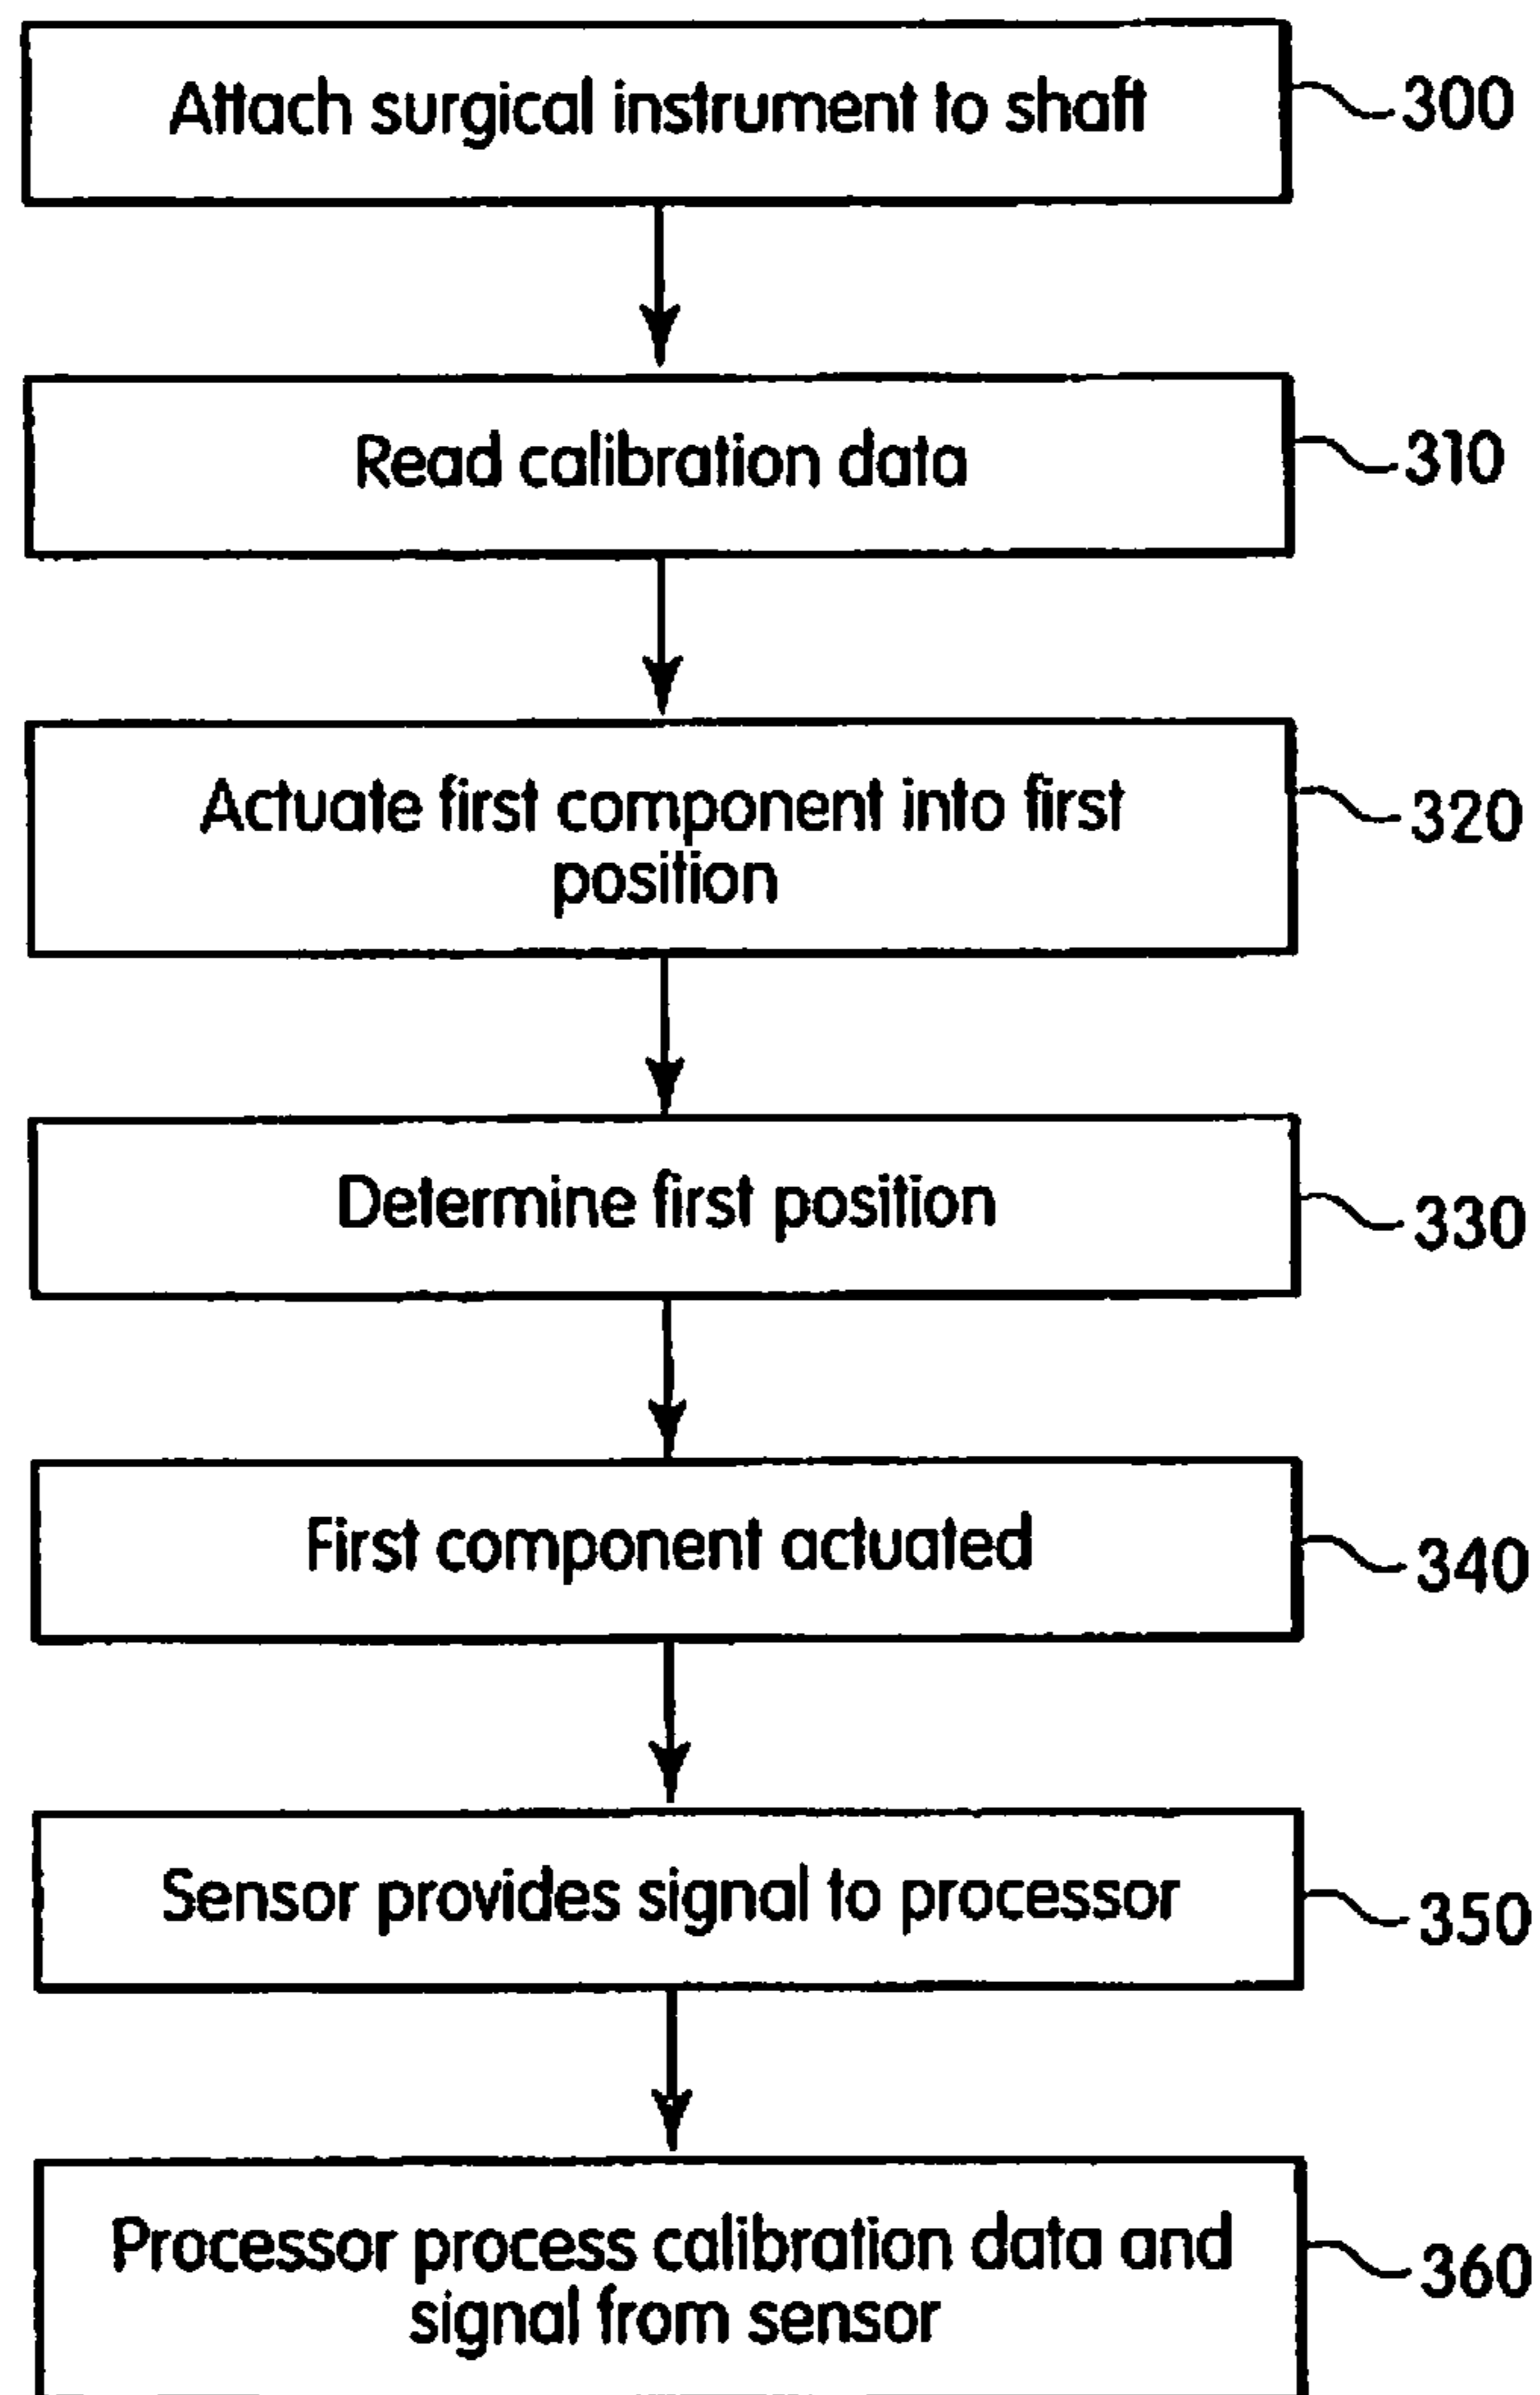 Attach surgical instrument to shaft
300
Read calibration data
310
Actuate first component into first
position
320
Determine first position
330
First component actuated
340
Sensor provides signal to processor
350
Processor process calibration data and
signal from sensor
360